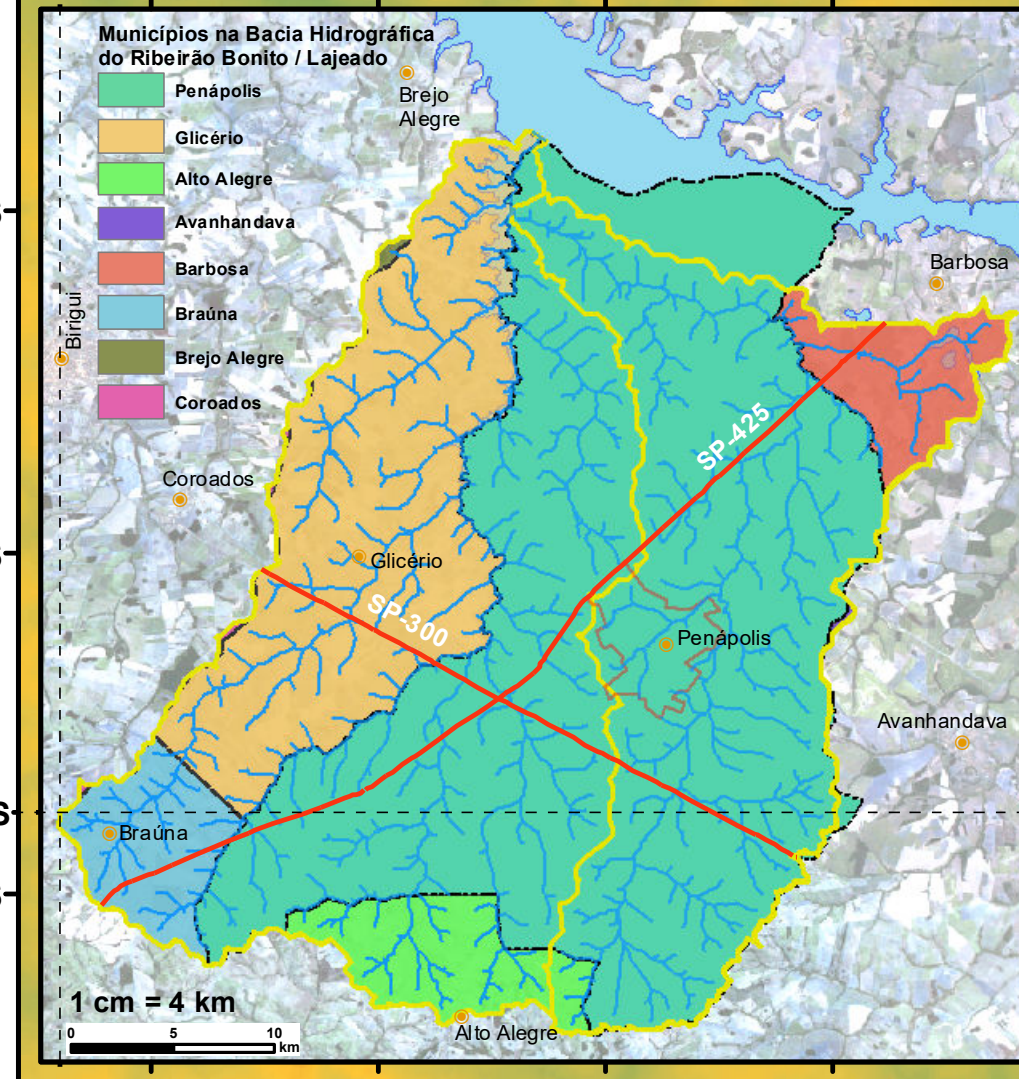 Municípios na Bacia Hidrográfica
do Ribeirão Bonito / Lajeado
Penápolis
Glicério
Alto Alegre
Avanhandava
Barbosa
Braúna
Brejo Alegre
Coroados
Brejo
Alegre
Barbosa
Birigui
SP-425
Coroados
Glicério
SP-300
Penápolis
Avanhandava
Braúna
Alto Alegre
1 cm = 4 km
0 5 10
km
S